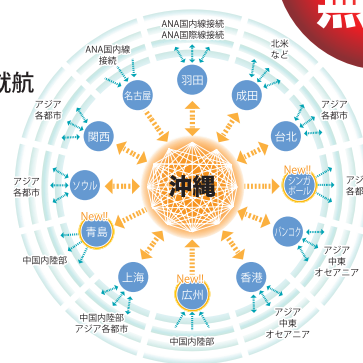 無
就航
ANA国内線接続
ANA国際線接続
ANA国内線
接続
北米
など
羽田
名古屋
成田
アジア
各都市
アジア
各都市
関西
台北
アジア
各都市
ソウル
沖縄
New!!
シンガ
ポール
アジ
各都
New!!
青島
バンコク
中国内陸部
アジア
中東
オセアニア
上海
New!!
広州
香港
中国内陸部
アジア各都市
中国内陸部
アジア
中東
オセアニア